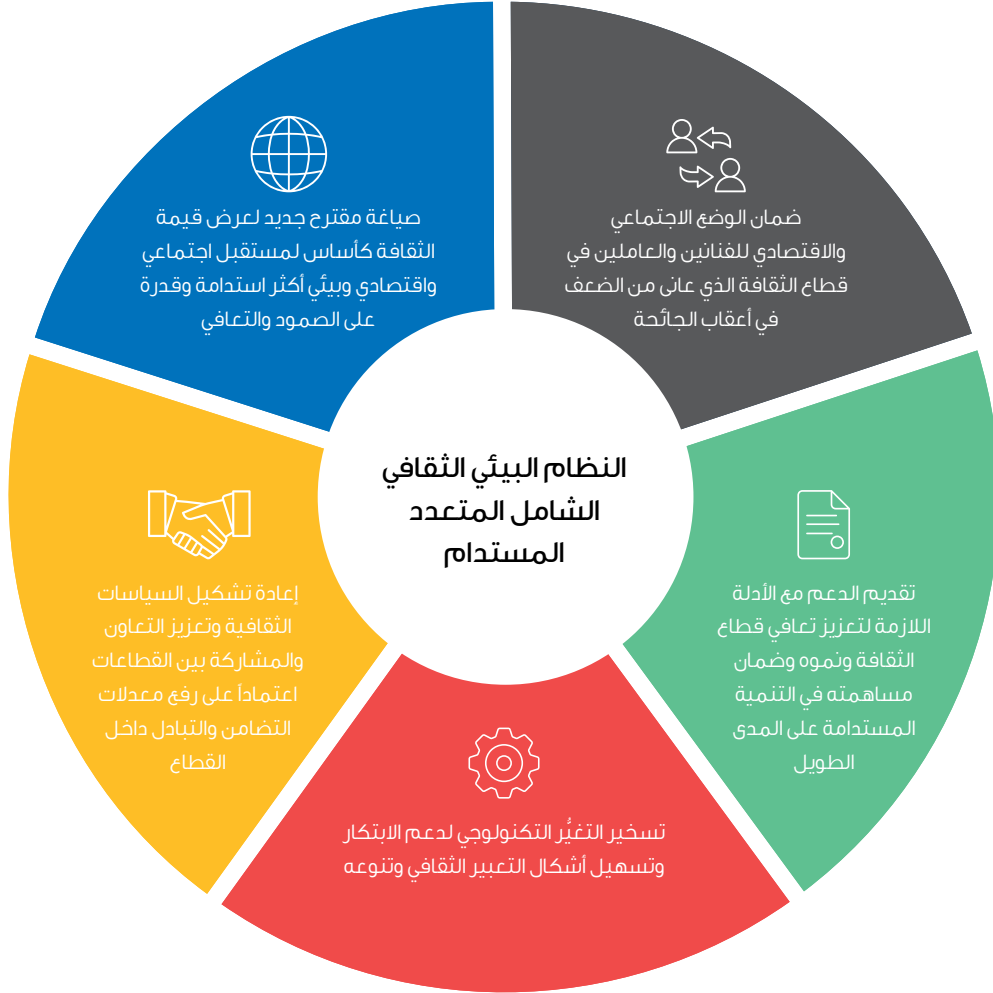 صياغة مقترح جديد لعرض قيمة
الثقافة كأساس لمستقبل اجتماعي
واقتصادي وبيئي أكثر استدامة وقدرة
على الصمود والتعافي
ضمان الوضع الاجتماعي
والاقتصادي للفنانين والعاملين في
قطاع الثقافة الذي عانى من الضعف
في أعقاب الجائحة
النظام البيئي الثقافي
الشامل المتعدد
المستدام
تقديم الدعم مع الأدلة
اللازمة لتعزيز تعافي قطاع
الثقافة ونموه وضمان
مساهمته في التنمية
المستدامة على المدى
الطويل
تسخير التغيُّر التكنولوجي لدعم الابتكار
وتسهيل أشكال التعبير الثقافي وتنوعه
إعادة تشكيل السياسات
الثقافية وتعزيز التعاون
والمشاركة بين القطاعات
اعتماداً على رفع معدلات
التضامن والتبادل داخل
القطاع